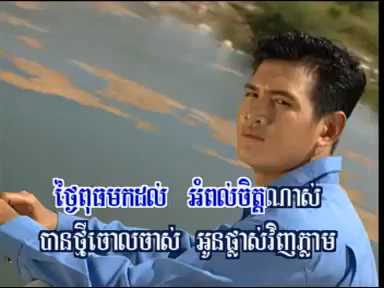 ថ្ងៃពុធមកដល់ អំពល់ចិត្តណាស់
បានថ្មីចោលចាស់ អូនផ្លាស់វិញភ្លាម